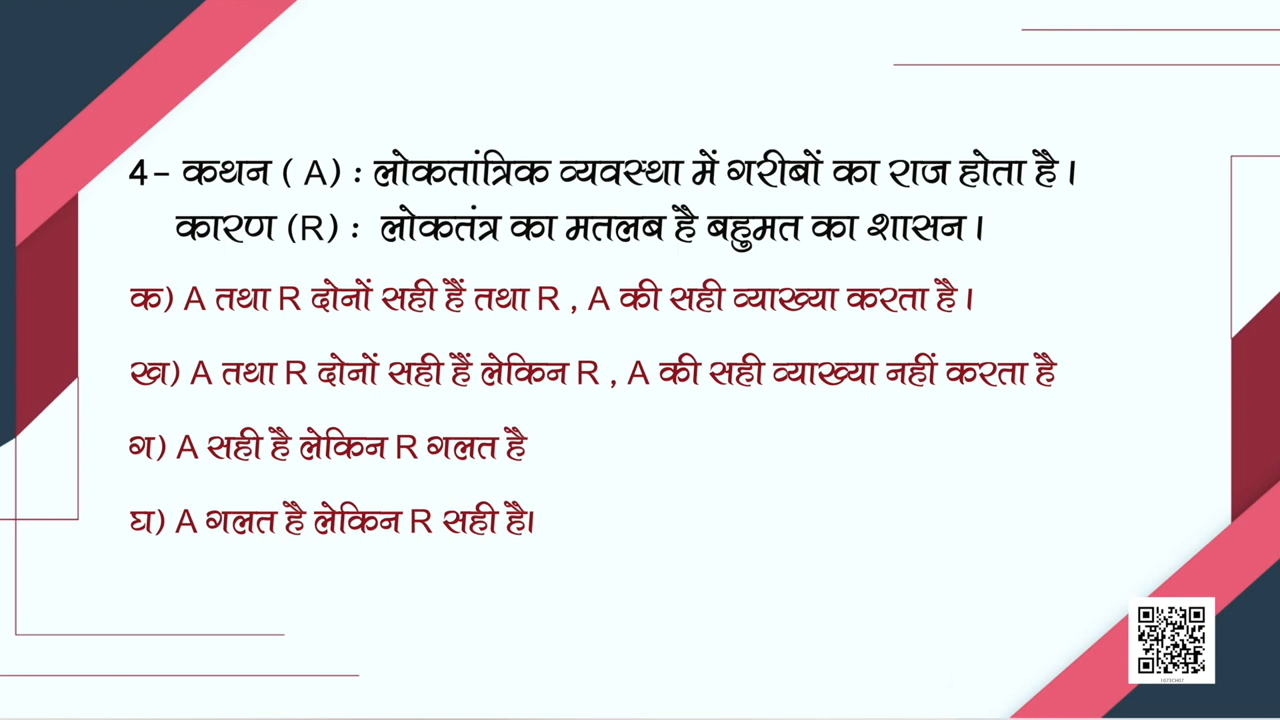 4- कथन ( A) : लोकतांत्रिक व्यवस्था में गरीबों का राज होता है ।
कारण (R) : लोकतंत्र का मतलब है बहुमत का शासन ।
क) A तथा R दोनों सही हैं तथा R , A की सही व्याख्या करता है ।
ख) A तथा R दोनों सही हैं लेकिन R , A की सही व्याख्या नहीं करता है
ग) A सही है लेकिन R गलत है
घ) A गलत है लेकिन R सही है।
1073CH07